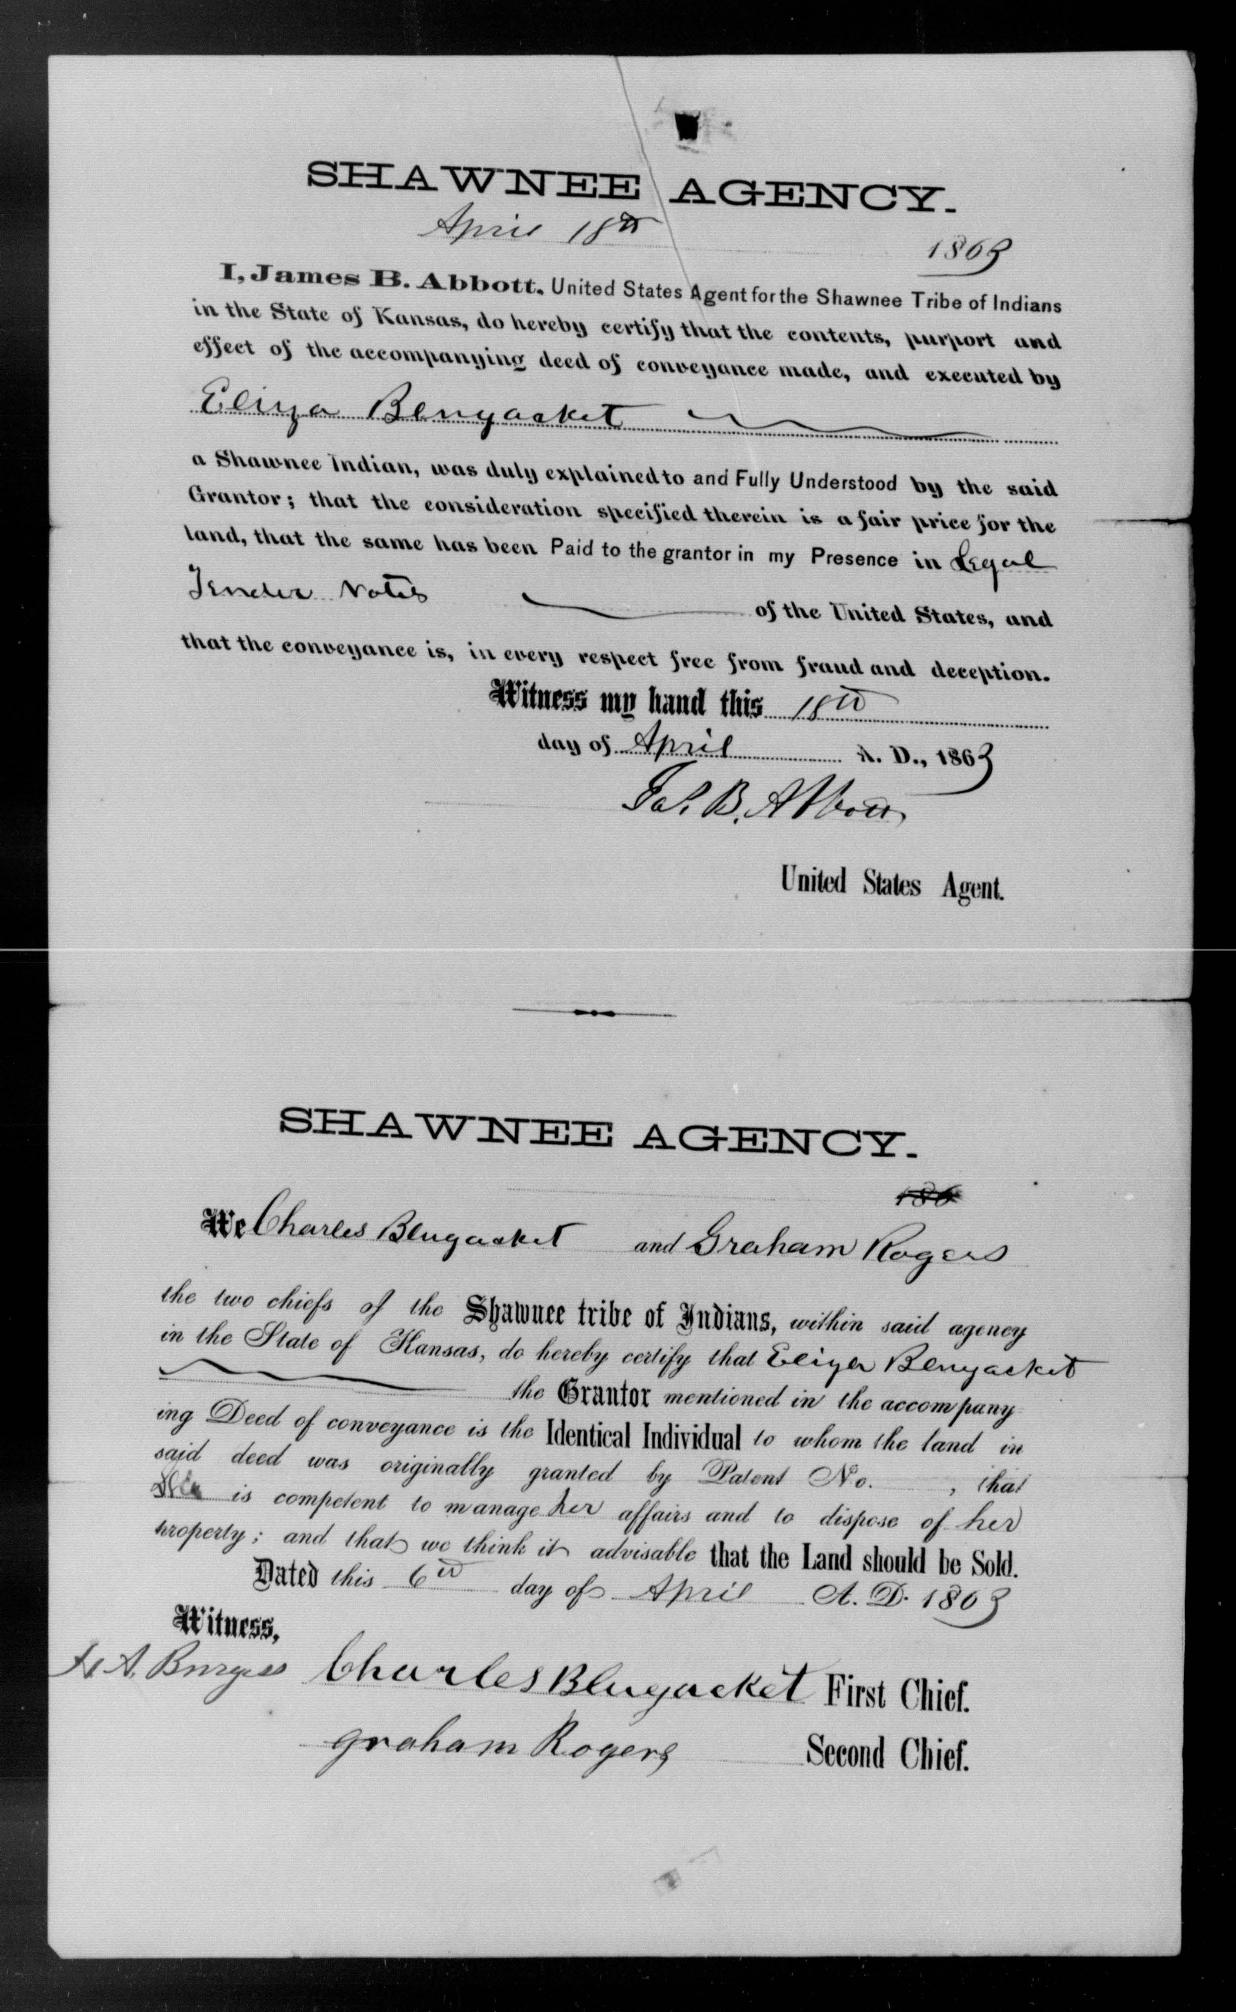 SHAWNEE AGENCY.
April 18th 1863
I, James B. Abbott, United States Agent for the Shawnee Tribe of Indians
in the State of Kansas, do hereby certify that the contents, purport and
effect of the accompanying deed of conveyance made, and executed by
Eliza Blugacket
a Shawnee Indian, was duly explained to and Fully Understood by the said
Grantor; that the consideration specified therein is a fair price for the
land, that the same has been Paid to the grantor in my Presence in Legal
Tender Notes of the United States, and
that the conveyance is, in every respect free from fraud and deception.
Witness my hand this 18th
day of April A. D., 1863
Jas. B. Abbott
United States Agent.
SHAWNEE AGENCY.
186
We Charles Blugacket and Graham Rogers
the two chiefs of the Shawnee tribe of Indians, within said agency
in the State of Kansas, do hereby certify that Eliza Blugacket
the Grantor mentioned in the accompany-
ing Deed of conveyance is the Identical Individual to whom the land in
said deed was originally granted by Patent No. , that
She is competent to manage her affairs and to dispose of her
property; and that we think it advisable that the Land should be Sold.
Dated this 6th day of April A. D. 1863
Witness,
A. Burgess Charles Blugacket First Chief.
Graham Rogers Second Chief.